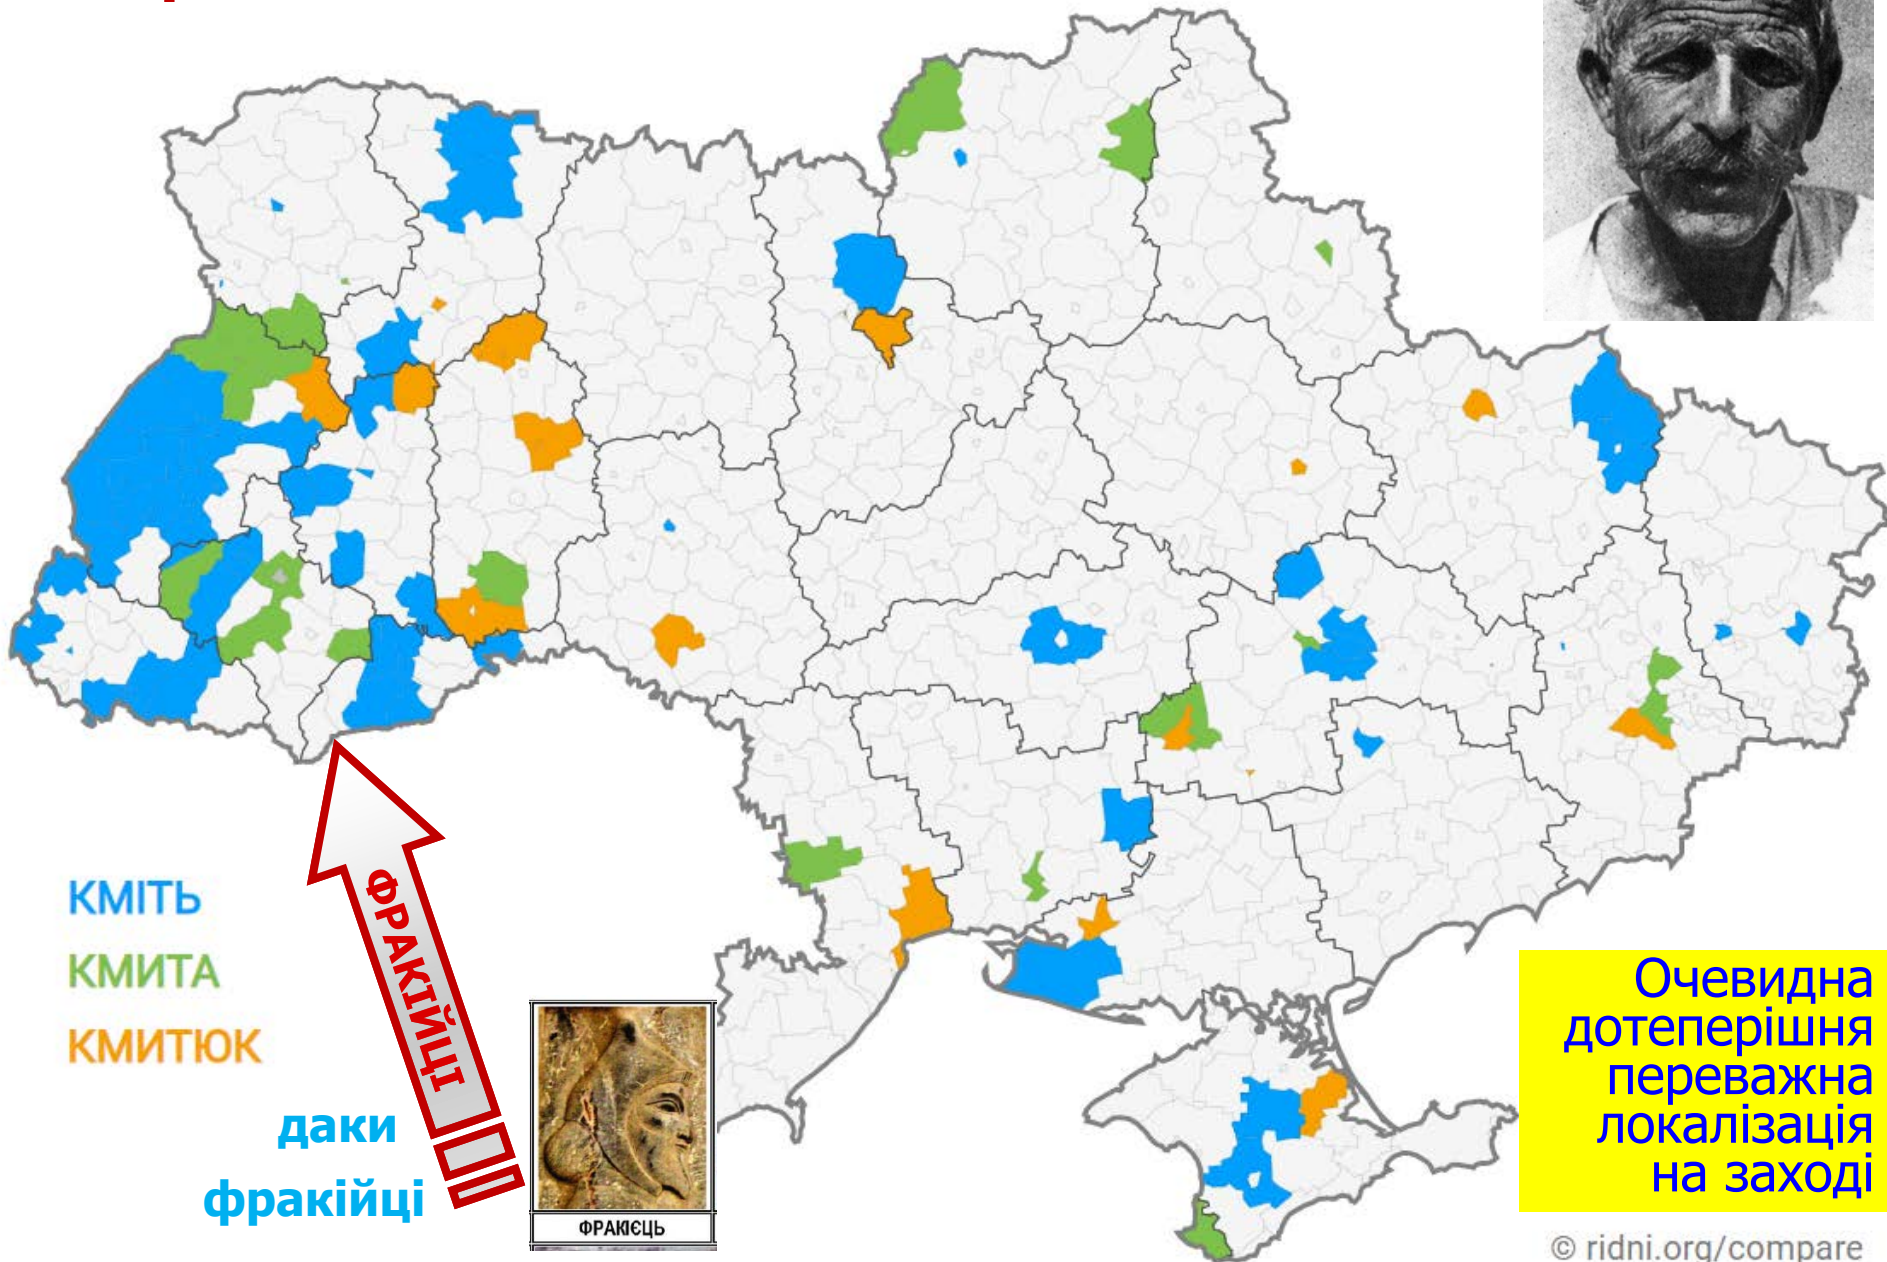 КМІТЬ
КМИТА
КМИТЮК
ФРАКІЙЦІ
даки
фракійці
ФРАКІЄЦЬ
Очевидна
дотеперішня
переважна
локалізація
на заході
© ridni.org/compare